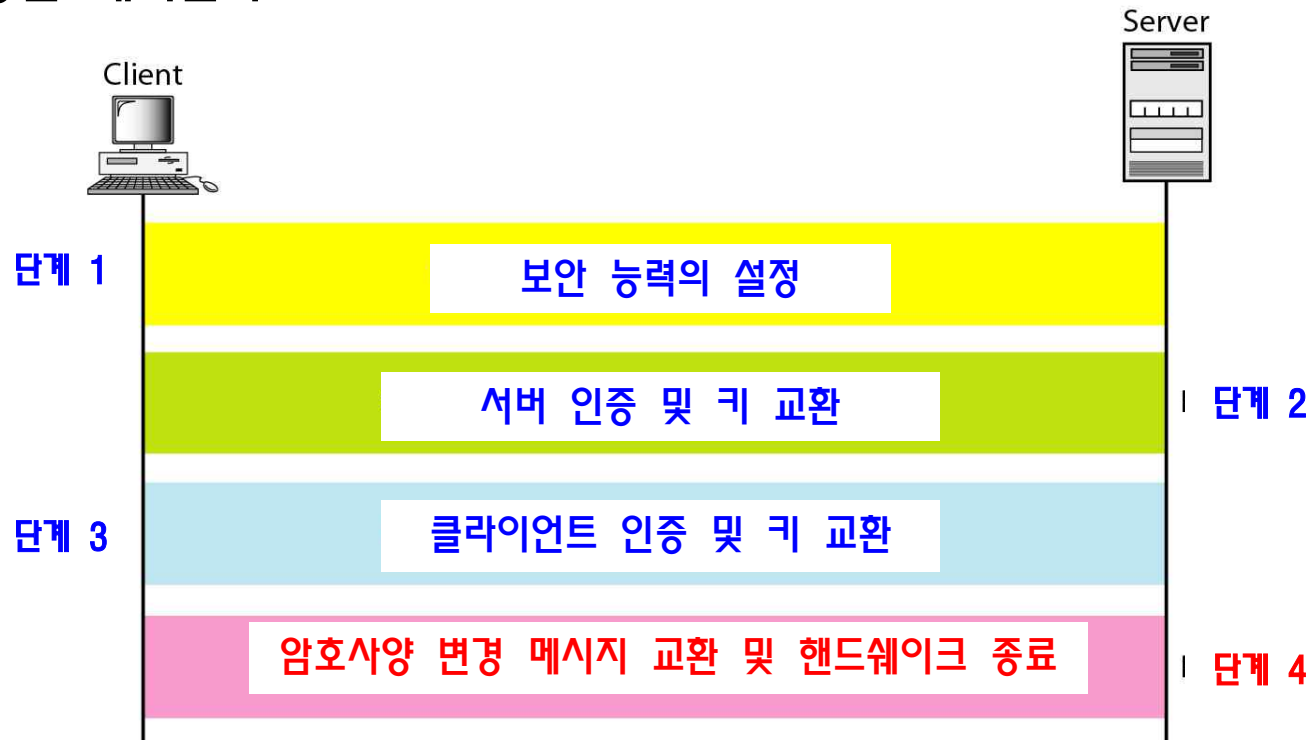 Server
Client
단계 1
보안 능력의 설정
서버 인증 및 키 교환
단계 2
단계 3
클라이언트 인증 및 키 교환
암호사양 변경 메시지 교환 및 핸드쉐이크 종료
단계 4